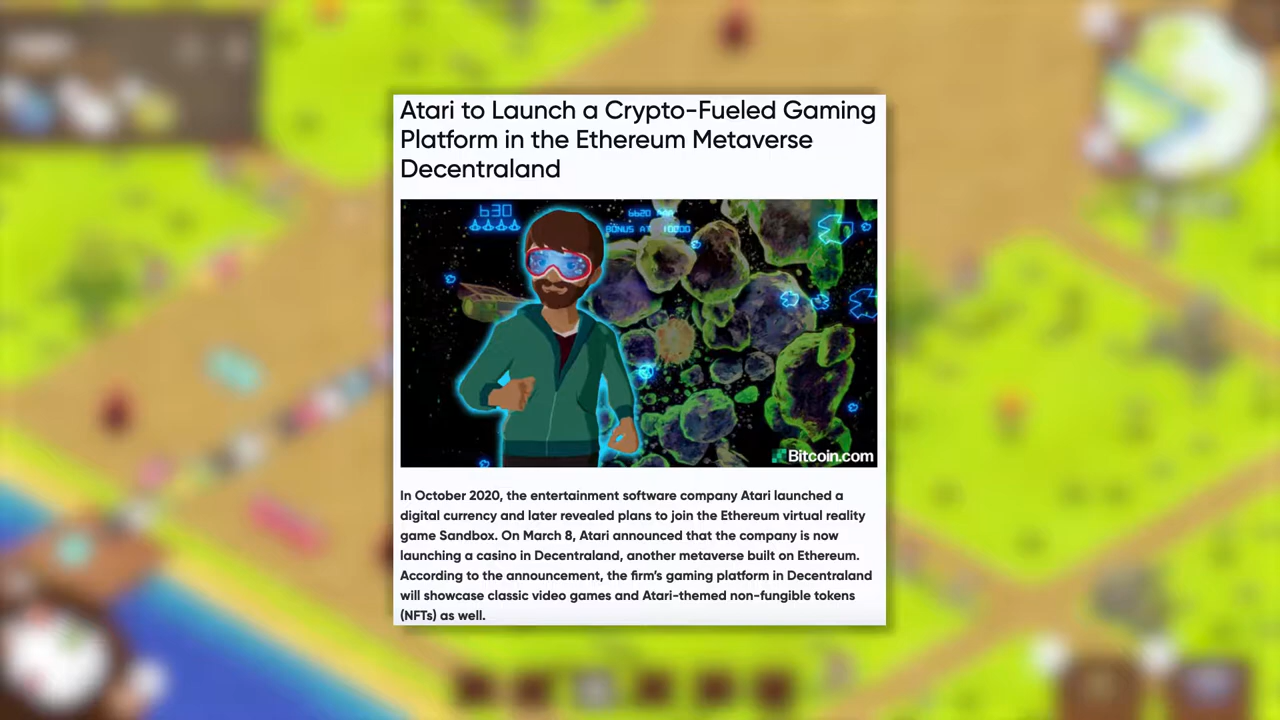 Atari to Launch a Crypto-Fueled Gaming
Platform in the Ethereum Metaverse
Decentraland
630
6620
BONUS AT 10000
Bitcoin.com
In October 2020, the entertainment software company Atari launched a
digital currency and later revealed plans to join the Ethereum virtual reality
game Sandbox. On March 8, Atari announced that the company is now
launching a casino in Decentraland, another metaverse built on Ethereum.
According to the announcement, the firm's gaming platform in Decentraland
will showcase classic video games and Atari-themed non-fungible tokens
(NFTs) as well.